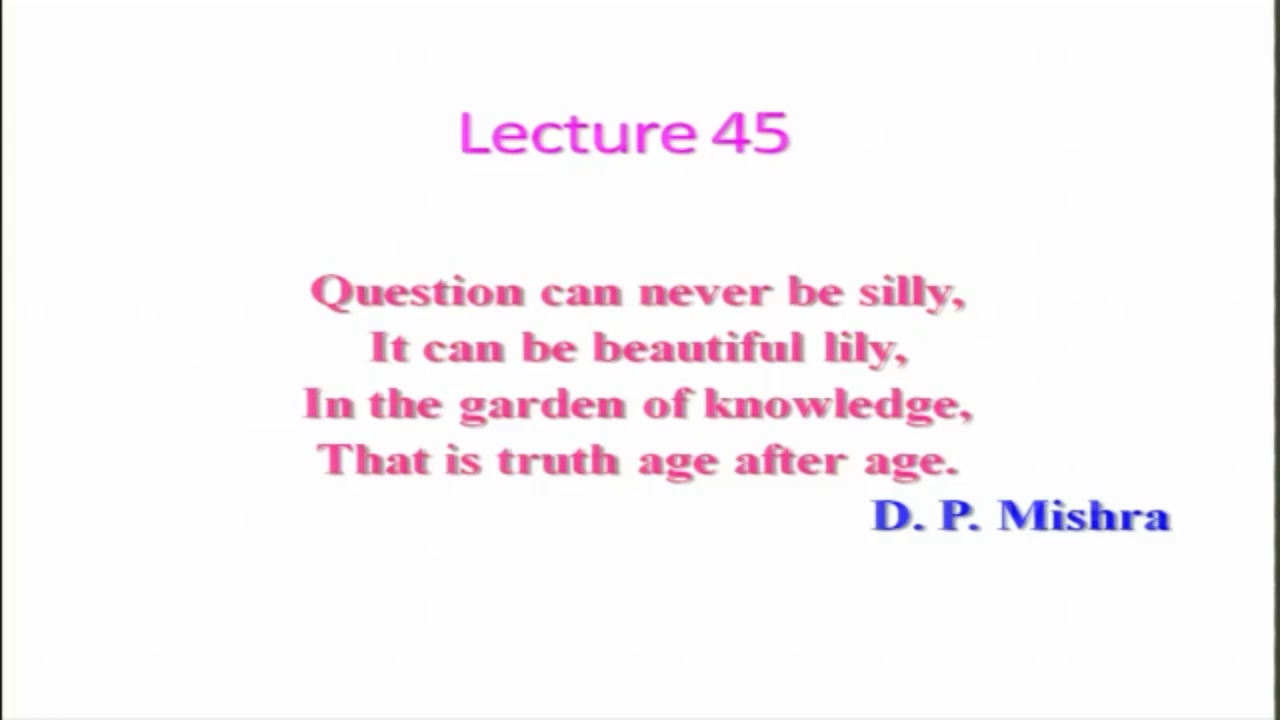 Lecture 45
Question can never be silly,
It can be beautiful lily,
In the garden of knowledge,
That is truth age after age.
D. P. Mishra